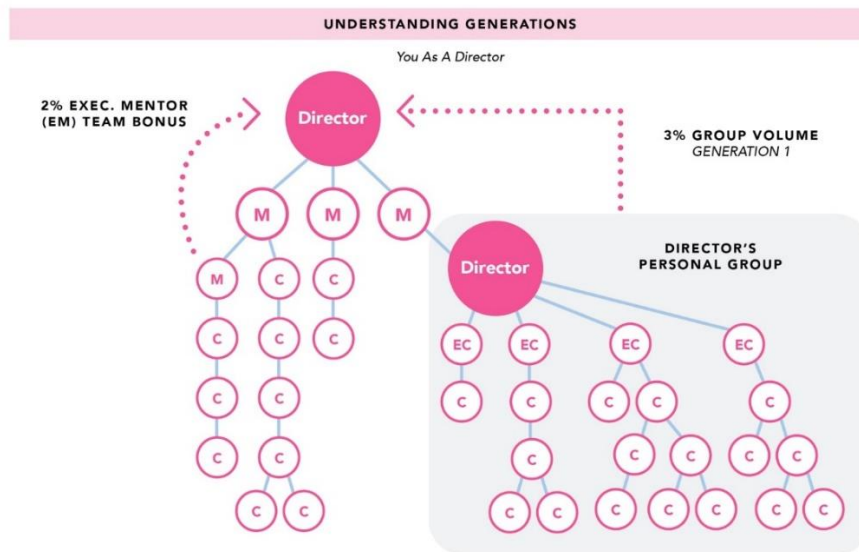 UNDERSTANDING GENERATIONS
You As A Director
2% EXEC. MENTOR
(EM) TEAM BONUS
Director
3% GROUP VOLUME
GENERATION 1
M M M
DIRECTOR'S
PERSONAL GROUP
Director
M C C
C C C
EC EC EC EC
C C
C C C C C
C C
C C C C C C
C C
C C C C C C C